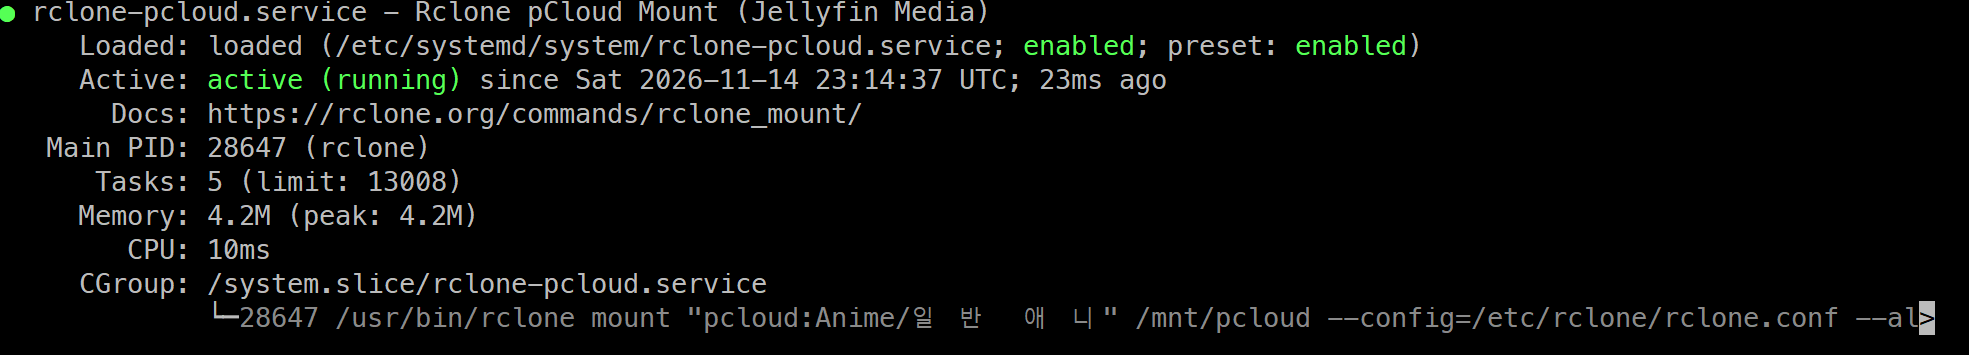 ● rclone-pcloud.service - Rclone pCloud Mount (Jellyfin Media)
Loaded: loaded (/etc/systemd/system/rclone-pcloud.service; enabled; preset: enabled)
Active: active (running) since Sat 2026-11-14 23:14:37 UTC; 23ms ago
Docs: https://rclone.org/commands/rclone_mount/
Main PID: 28647 (rclone)
Tasks: 5 (limit: 13008)
Memory: 4.2M (peak: 4.2M)
CPU: 10ms
CGroup: /system.slice/rclone-pcloud.service
└─28647 /usr/bin/rclone mount "pcloud:Anime/일반 애니" /mnt/pcloud --config=/etc/rclone/rclone.conf --al>